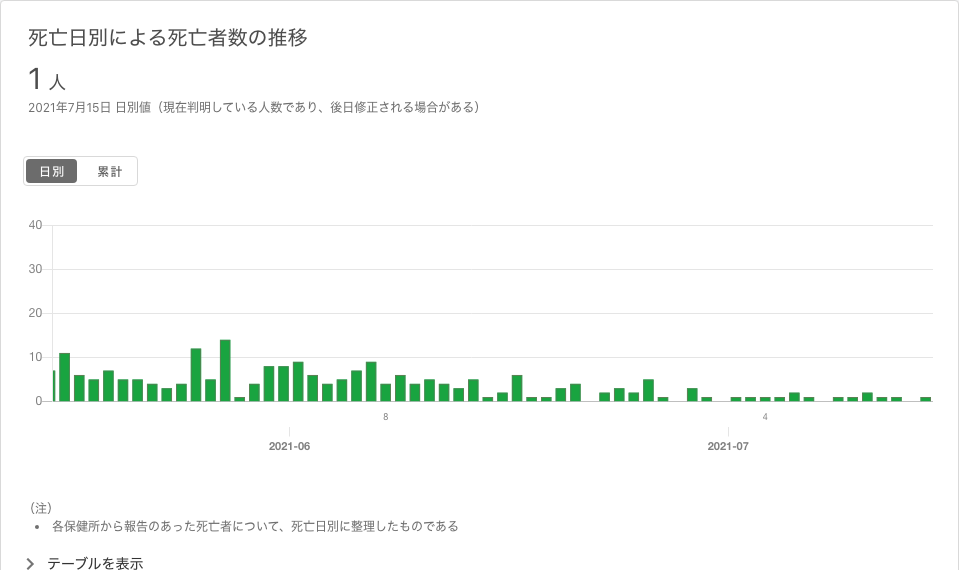 死亡日別による死亡者数の推移
1 人
2021年7月15日 日別値（現在判明している人数であり、後日修正される場合がある）
日別 累計
40
30
20
10
0
8 4
2021-06 2021-07
（注）
• 各保健所から報告のあった死亡者について、死亡日別に整理したものである
テーブルを表示